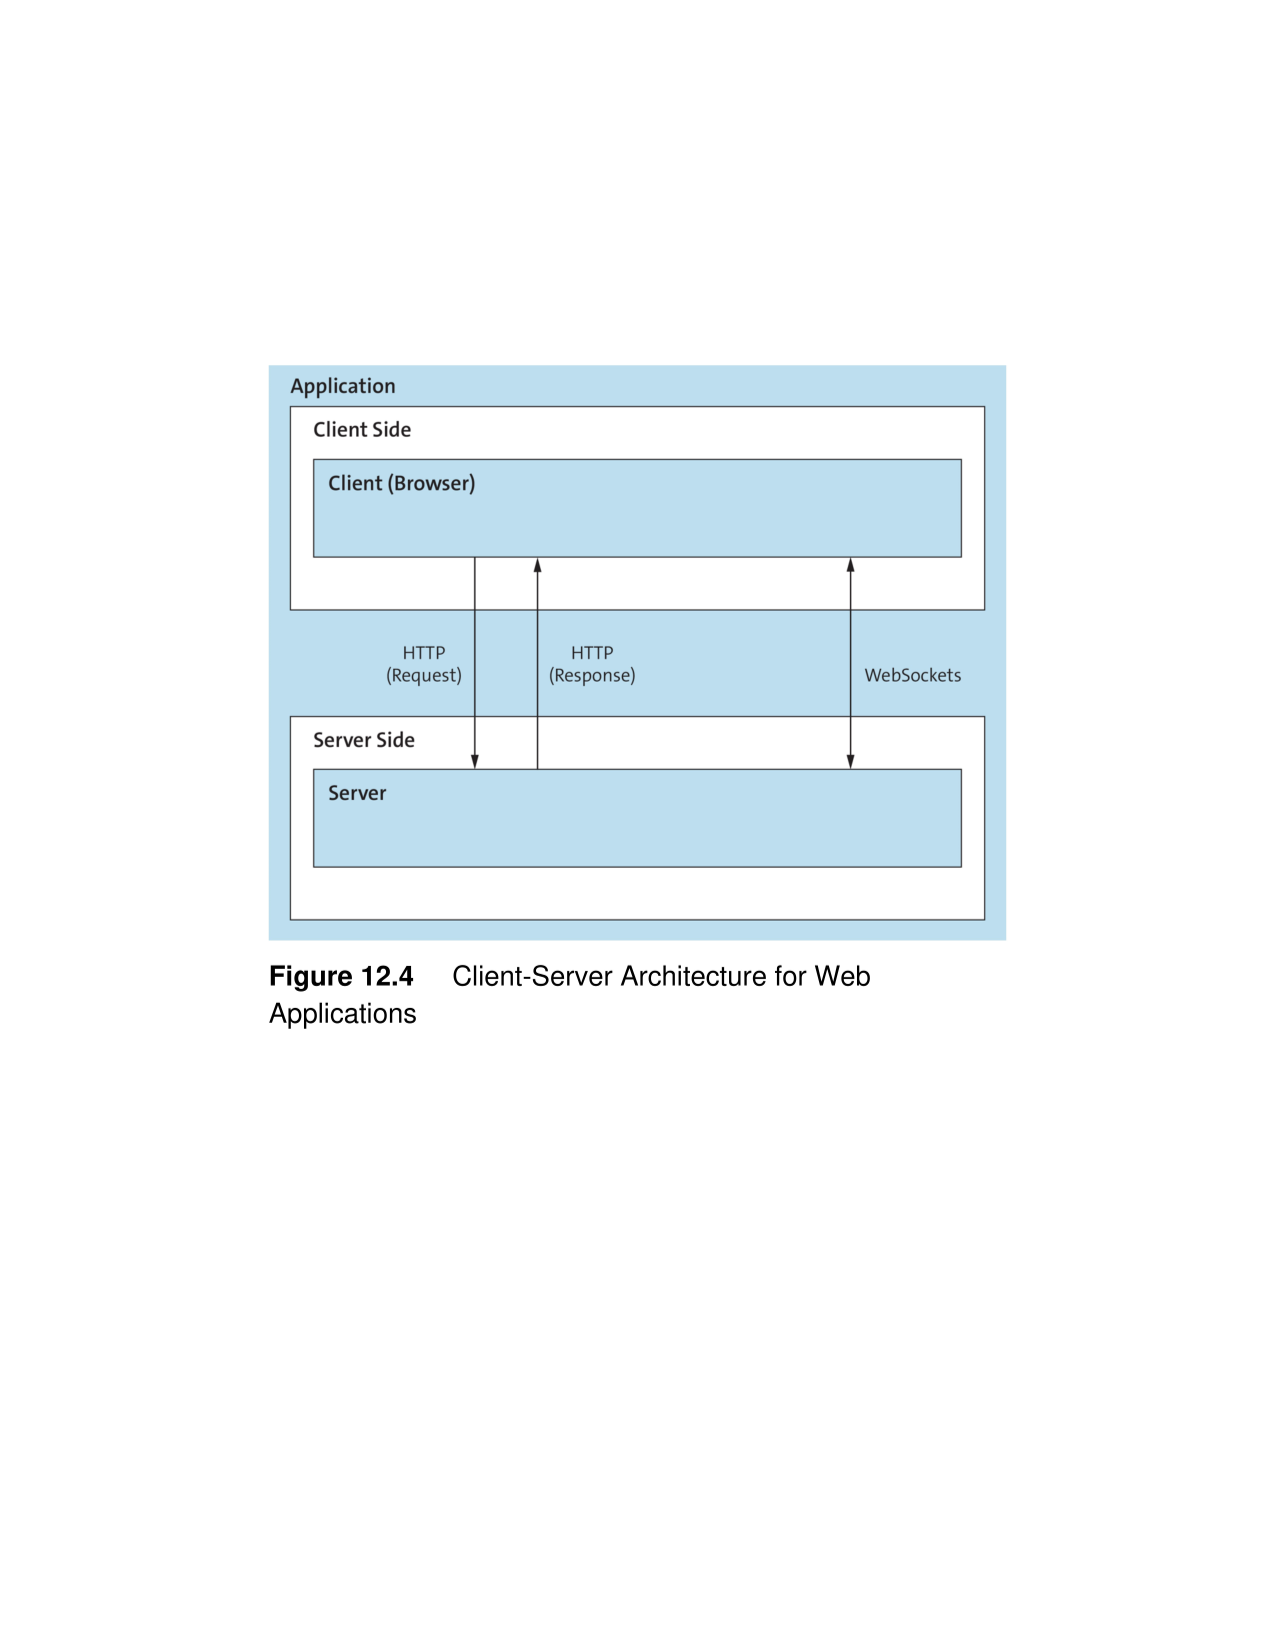 Application
Client Side
Client (Browser)
HTTP
(Request)
HTTP
(Response)
WebSockets
Server Side
Server
Figure 12.4 Client-Server Architecture for Web
Applications